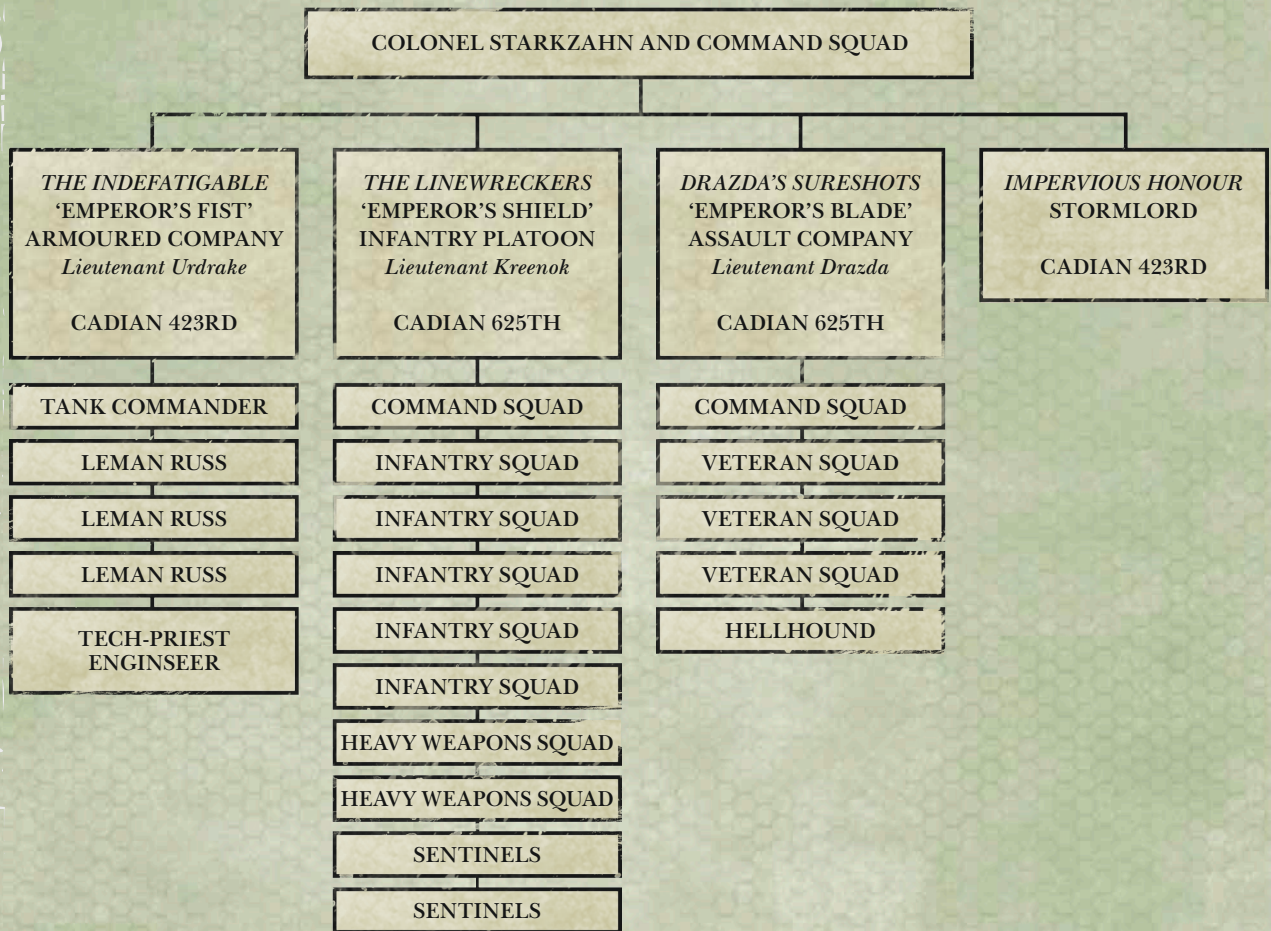 COLONEL STARKZAHN AND COMMAND SQUAD
THE INDEFATIGABLE
‘EMPEROR’S FIST’
ARMOURED COMPANY
Lieutenant Urdrake
CADIAN 423RD
TANK COMMANDER
LEMAN RUSS
LEMAN RUSS
LEMAN RUSS
TECH-PRIEST
ENGINSEER
THE LINEWRECKERS
‘EMPEROR’S SHIELD’
INFANTRY PLATOON
Lieutenant Kreenok
CADIAN 625TH
COMMAND SQUAD
INFANTRY SQUAD
INFANTRY SQUAD
INFANTRY SQUAD
INFANTRY SQUAD
INFANTRY SQUAD
HEAVY WEAPONS SQUAD
HEAVY WEAPONS SQUAD
SENTINELS
SENTINELS
DRAZDA’S SURESHOTS
‘EMPEROR’S BLADE’
ASSAULT COMPANY
Lieutenant Drazda
CADIAN 625TH
COMMAND SQUAD
VETERAN SQUAD
VETERAN SQUAD
VETERAN SQUAD
HELLHOUND
IMPERVIOUS HONOUR
STORMLORD
CADIAN 423RD